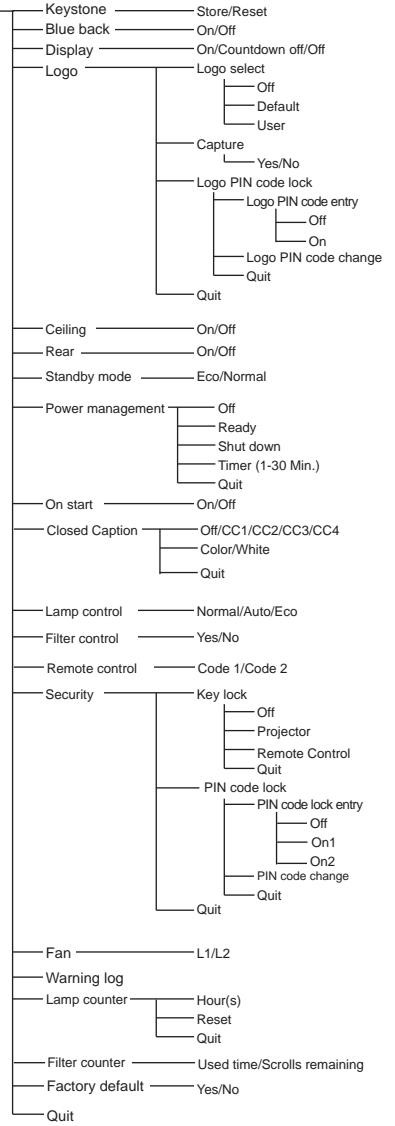 Keystone Store/Reset
Blue back On/Off
Display On/Countdown off/Off
Logo Logo select
Off
Default
User
Capture
Yes/No
Logo PIN code lock
Logo PIN code entry
Off
On
Logo PIN code change
Quit
Quit
Ceiling On/Off
Rear On/Off
Standby mode Eco/Normal
Power management Off
Ready
Shut down
Timer (1-30 Min.)
Quit
On start On/Off
Closed Caption Off/CC1/CC2/CC3/CC4
Color/White
Quit
Lamp control Normal/Auto/Eco
Filter control Yes/No
Remote control Code 1/Code 2
Security Key lock
Off
Projector
Remote Control
Quit
PIN code lock
PIN code lock entry
Off
On1
On2
PIN code change
Quit
Quit
Fan L1/L2
Warning log
Lamp counter Hour(s)
Reset
Quit
Filter counter Used time/Scrolls remaining
Factory default Yes/No
Quit